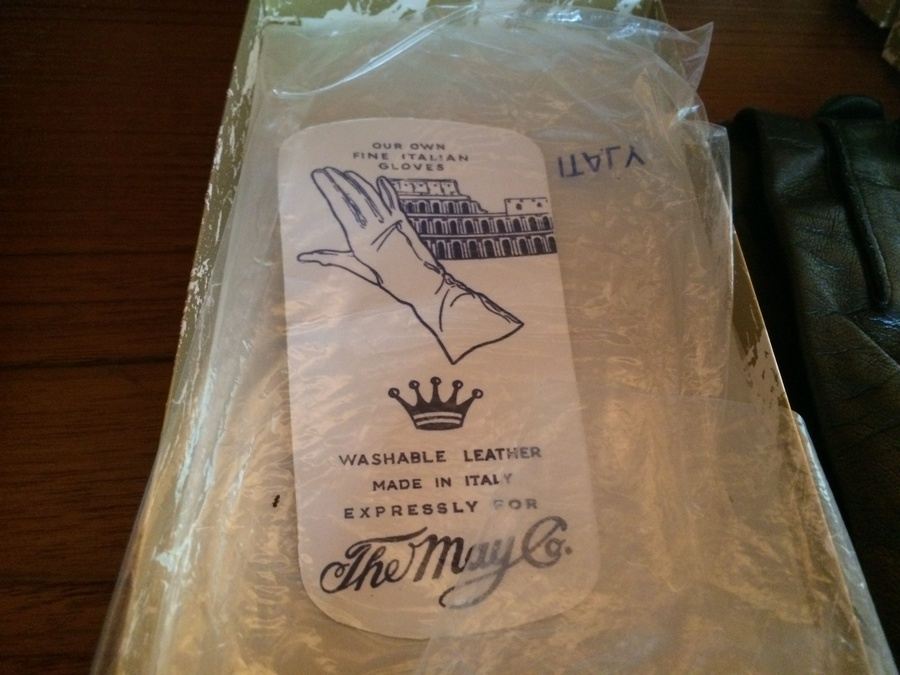 OUR OWN
FINE ITALIAN
GLOVES
ITALY
WASHABLE LEATHER
MADE IN ITALY
EXPRESSLY FOR
The May Co.